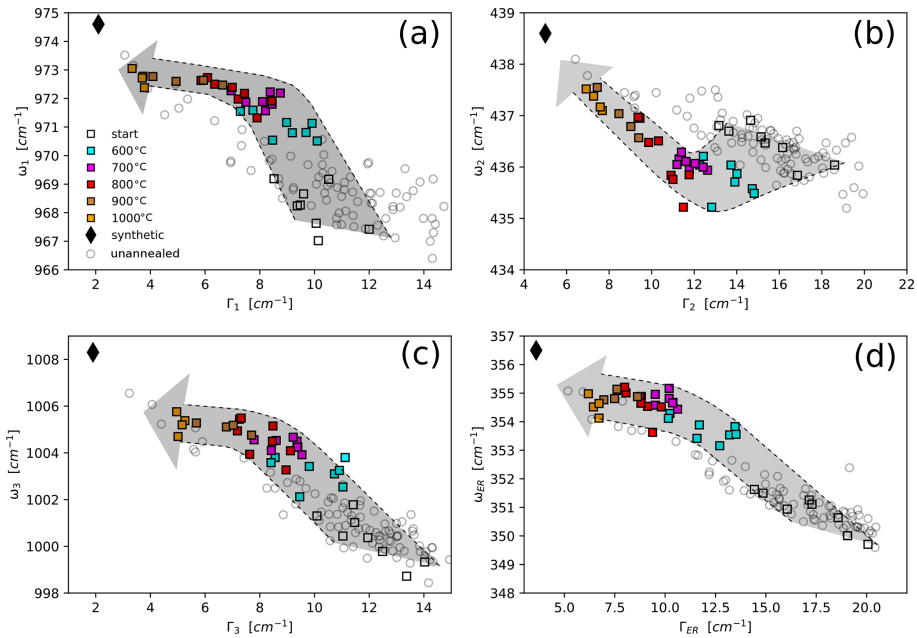 (a)
975
974
973
972
971
970
969
968
967
966
ω₁ [cm⁻¹]
start
600°C
700°C
800°C
900°C
1000°C
synthetic
unannealed
2 4 6 8 10 12 14
Γ₁ [cm⁻¹]
(b)
439
438
437
436
435
434
ω₂ [cm⁻¹]
4 6 8 10 12 14 16 18 20 22
Γ₂ [cm⁻¹]
(c)
1008
1006
1004
1002
1000
998
ω₃ [cm⁻¹]
2 4 6 8 10 12 14
Γ₃ [cm⁻¹]
(d)
357
356
355
354
353
352
351
350
349
348
ω_ER [cm⁻¹]
5.0 7.5 10.0 12.5 15.0 17.5 20.0
Γ_ER [cm⁻¹]